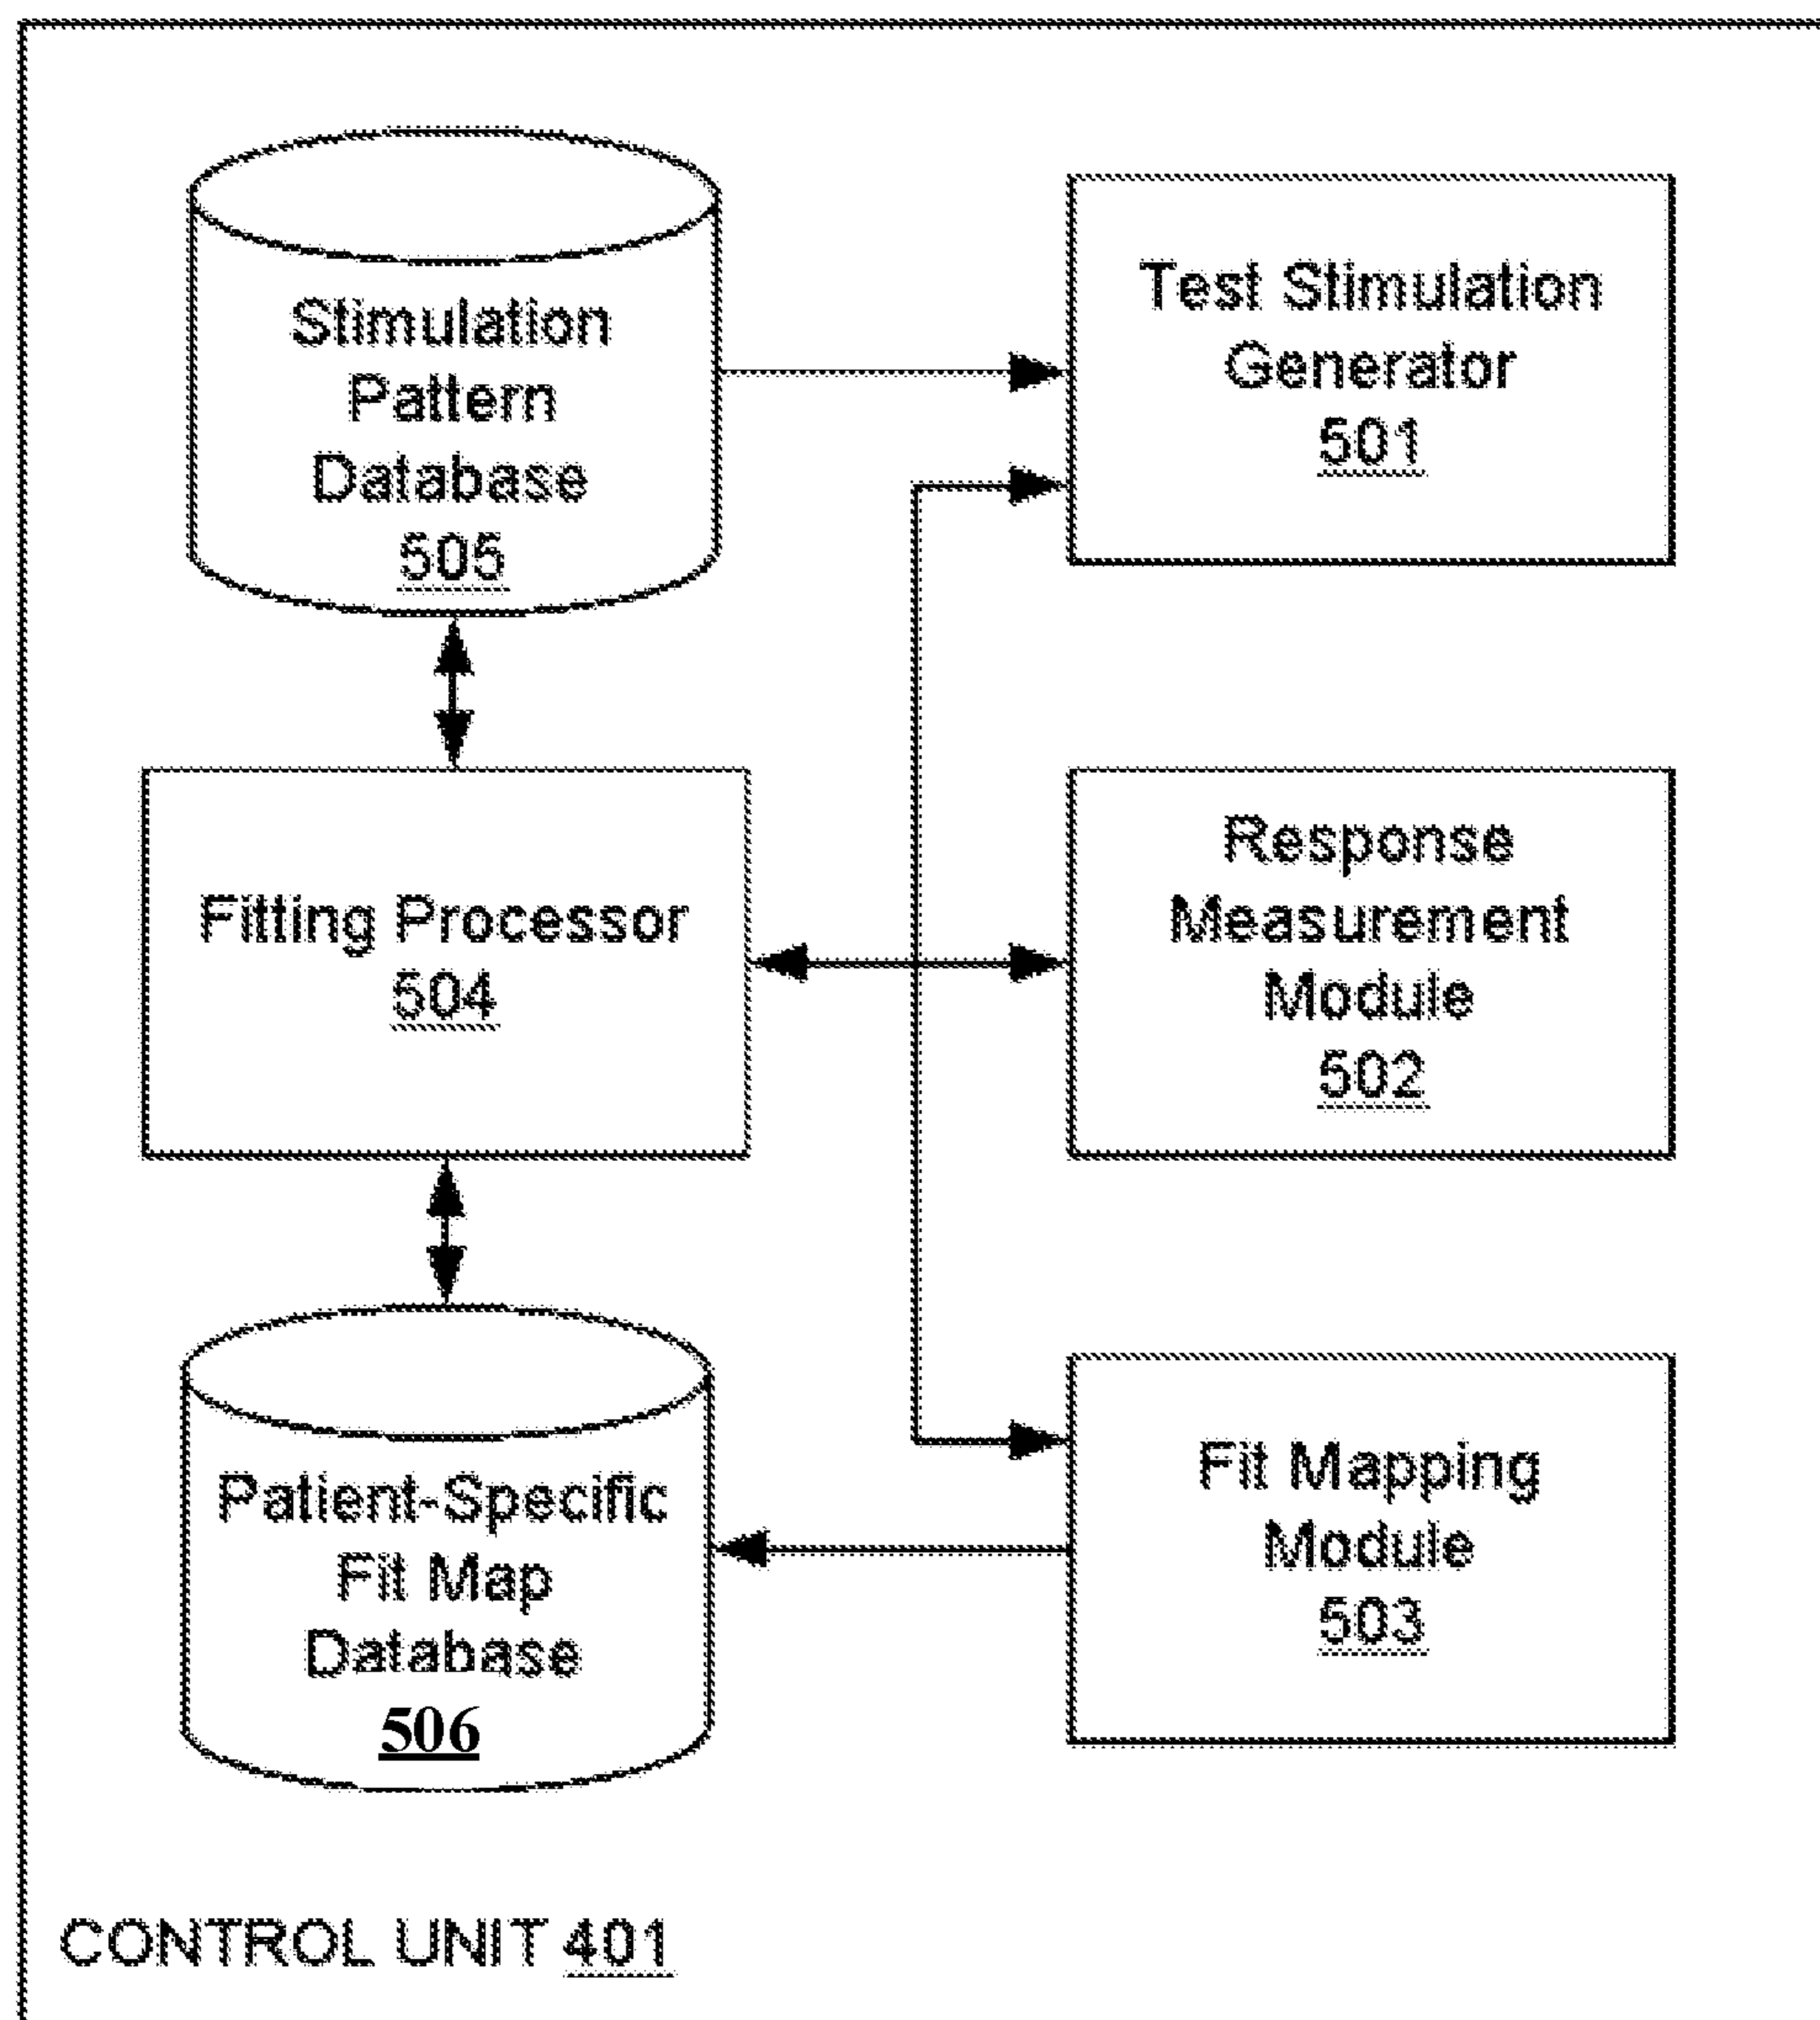 Stimulation
Pattern
Database
505
Test Stimulation
Generator
501
Fitting Processor
504
Response
Measurement
Module
502
Patient-Specific
Fit Map
Database
506
Fit Mapping
Module
503
CONTROL UNIT 401